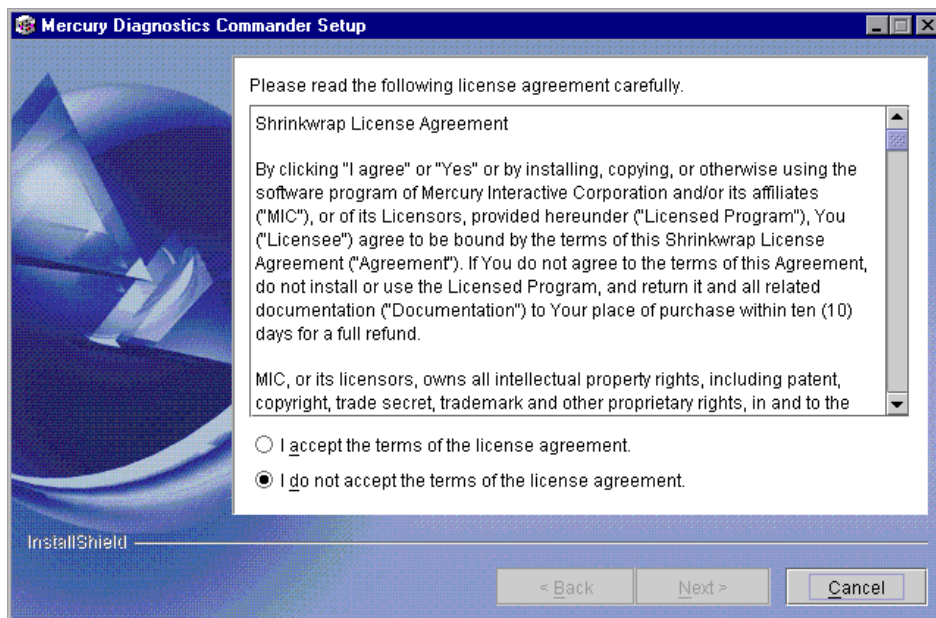 Mercury Diagnostics Commander Setup
Please read the following license agreement carefully.
Shrinkwrap License Agreement
By clicking "I agree" or "Yes" or by installing, copying, or otherwise using the
software program of Mercury Interactive Corporation and/or its affiliates
("MIC"), or of its Licensors, provided hereunder ("Licensed Program"), You
("Licensee") agree to be bound by the terms of this Shrinkwrap License
Agreement ("Agreement"). If You do not agree to the terms of this Agreement,
do not install or use the Licensed Program, and return it and all related
documentation ("Documentation") to Your place of purchase within ten (10)
days for a full refund.
MIC, or its licensors, owns all intellectual property rights, including patent,
copyright, trade secret, trademark and other proprietary rights, in and to the
I accept the terms of the license agreement.
I do not accept the terms of the license agreement.
InstallShield
< Back Next > Cancel